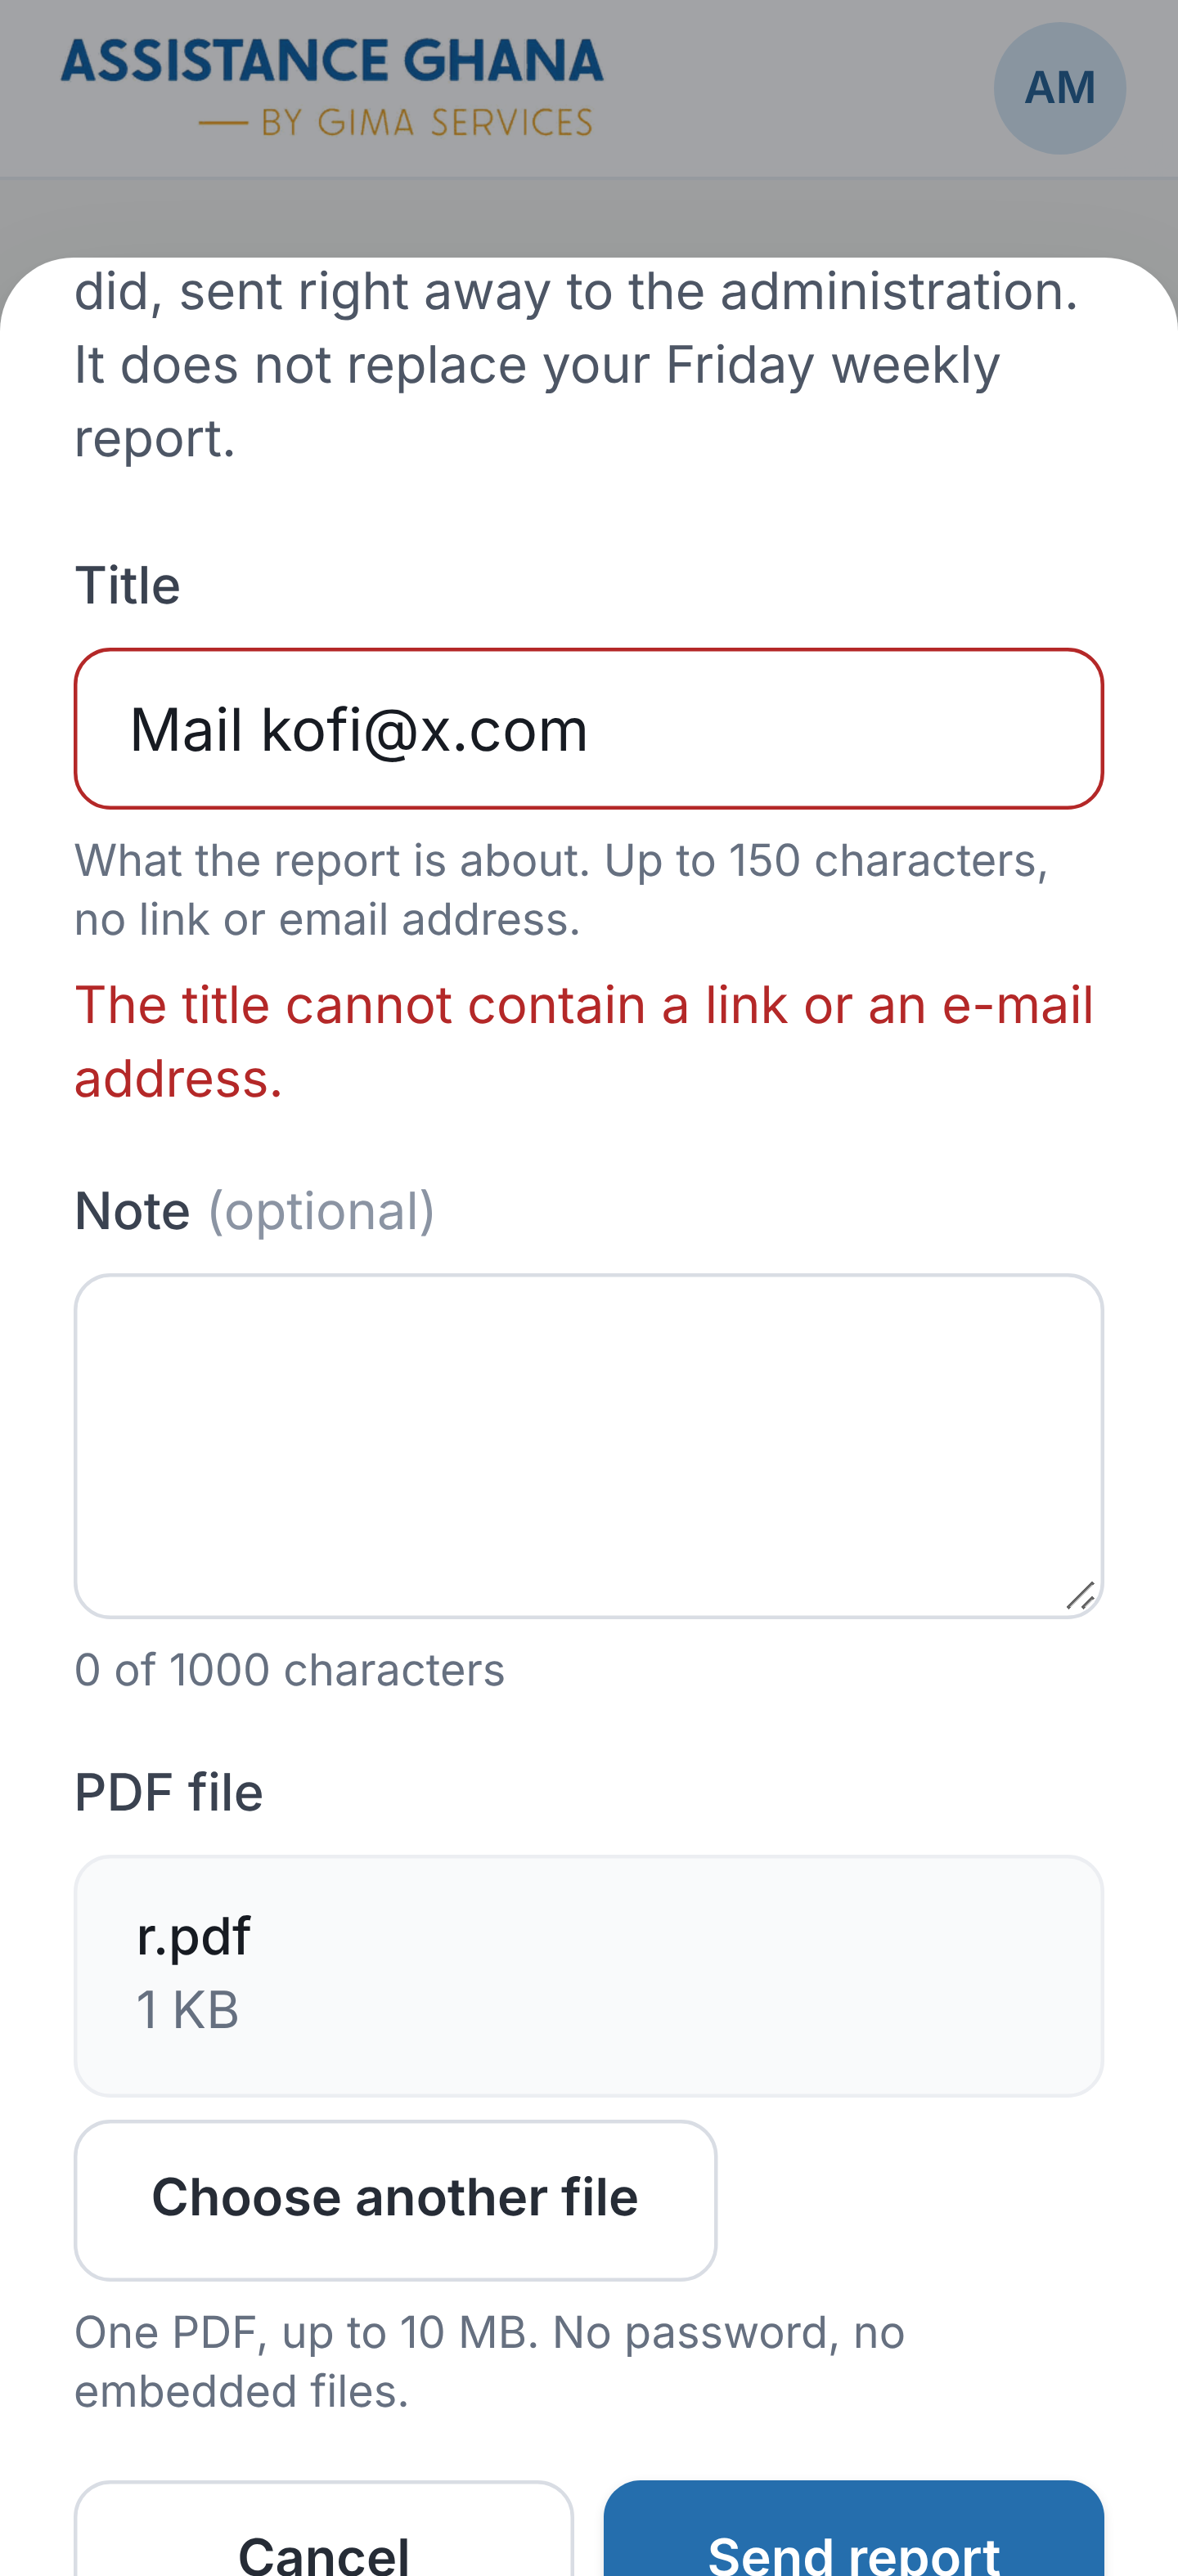 ASSISTANCE GHANA
BY GIMA SERVICES
AM
did, sent right away to the administration.
It does not replace your Friday weekly
report.
Title
Mail kofi@x.com
What the report is about. Up to 150 characters,
no link or email address.
The title cannot contain a link or an e-mail
address.
Note (optional)
0 of 1000 characters
PDF file
r.pdf
1 KB
Choose another file
One PDF, up to 10 MB. No password, no
embedded files.
Cancel
Send report